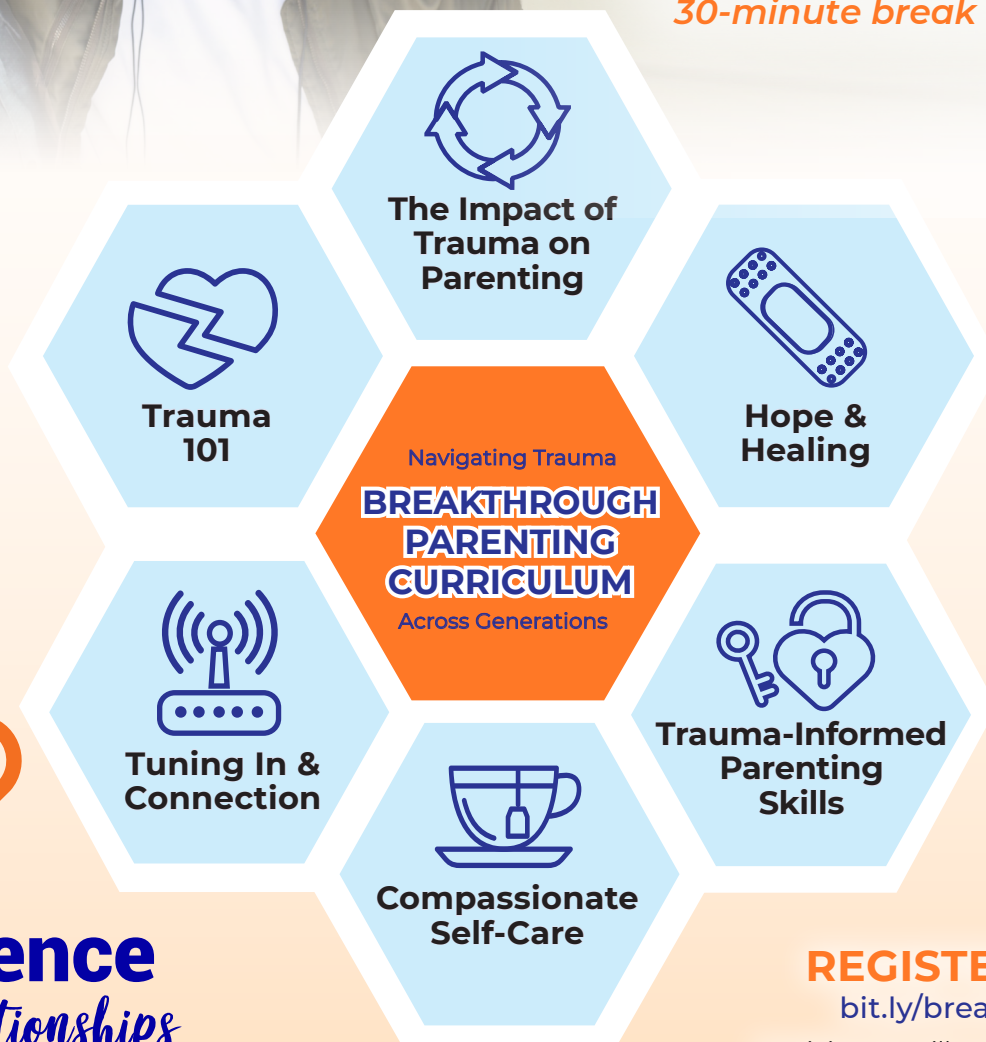 30-minute break
The Impact of
Trauma on
Parenting
Trauma
101
Hope &
Healing
Navigating Trauma
BREAKTHROUGH
PARENTING
CURRICULUM
Across Generations
Tuning In &
Connection
Trauma-Informed
Parenting
Skills
Compassionate
Self-Care
ence
tionships
REGISTE
bit.ly/brea